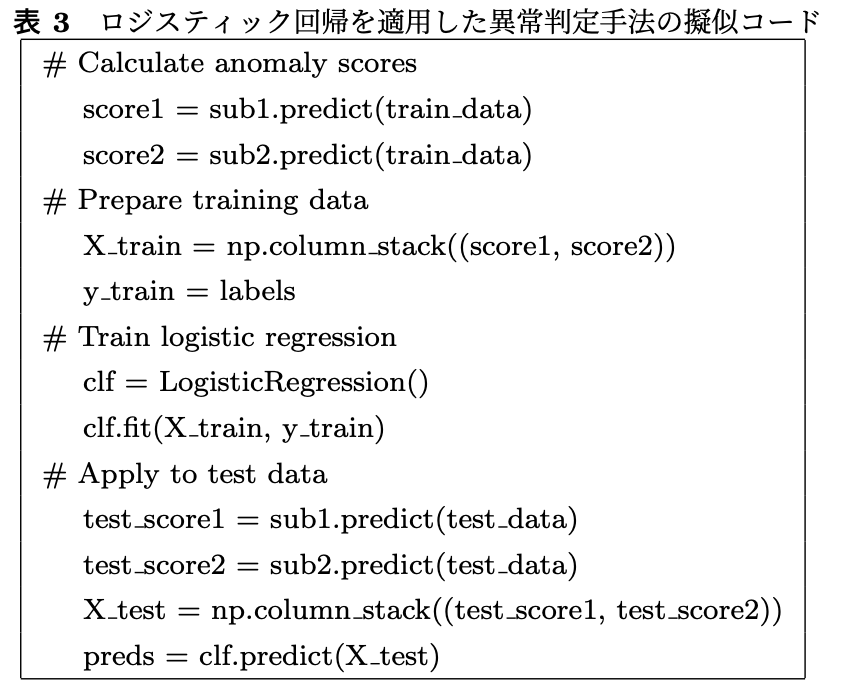 表 3 ロジスティック回帰を適用した異常判定手法の擬似コード
# Calculate anomaly scores
score1 = sub1.predict(train_data)
score2 = sub2.predict(train_data)
# Prepare training data
X_train = np.column_stack((score1, score2))
y_train = labels
# Train logistic regression
clf = LogisticRegression()
clf.fit(X_train, y_train)
# Apply to test data
test_score1 = sub1.predict(test_data)
test_score2 = sub2.predict(test_data)
X_test = np.column_stack((test_score1, test_score2))
preds = clf.predict(X_test)